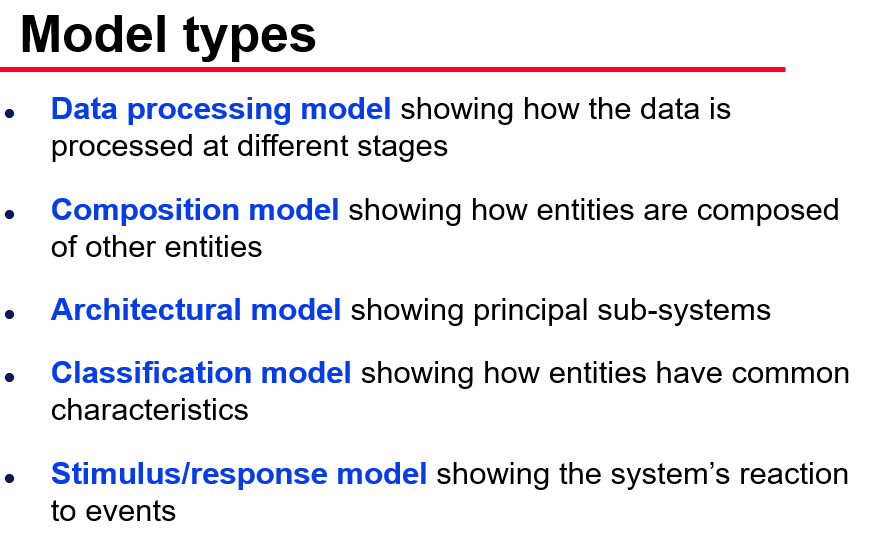 Model types
Data processing model showing how the data is
processed at different stages
Composition model showing how entities are composed
of other entities
Architectural model showing principal sub-systems
Classification model showing how entities have common
characteristics
Stimulus/response model showing the system’s reaction
to events